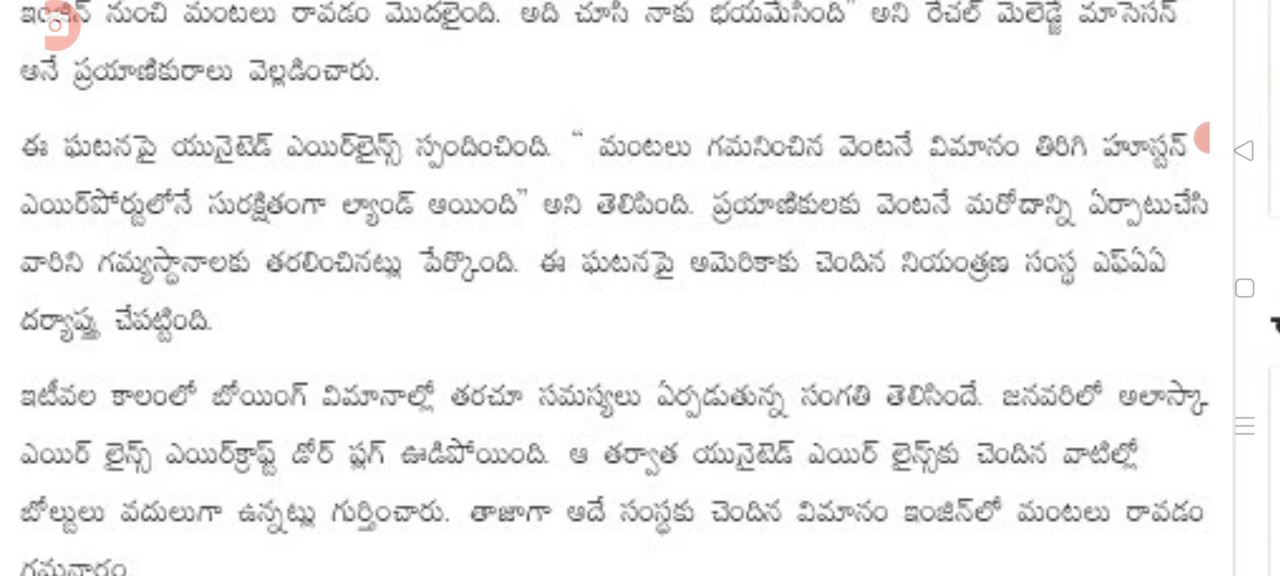 ఇంజిన్ నుంచి మంటలు రావడం మొదలైంది. అది చూసి నాకు భయమేసింది” అని రేచల్ మెలెడ్జ్ మాసెసన్
అనే ప్రయాణికురాలు వెల్లడించారు.
ఈ ఘటనపై యునైటెడ్ ఎయిర్‌లైన్స్ స్పందించింది. “ మంటలు గమనించిన వెంటనే విమానం తిరిగి హూస్టన్
ఎయిర్‌పోర్టులోనే సురక్షితంగా ల్యాండ్ ఆయింది” అని తెలిపింది. ప్రయాణికులకు వెంటనే మరోదాన్ని ఏర్పాటుచేసి
వారిని గమ్యస్థానాలకు తరలించినట్లు పేర్కొంది. ఈ ఘటనపై అమెరికాకు చెందిన నియంత్రణ సంస్థ ఎఫ్‌ఏఏ
దర్యాప్తు చేపట్టింది.
ఇటీవల కాలంలో బోయింగ్ విమానాల్లో తరచూ సమస్యలు ఏర్పడుతున్న సంగతి తెలిసిందే. జనవరిలో అలాస్కా
ఎయిర్ లైన్స్ ఎయిర్‌క్రాఫ్ట్ డోర్ ప్లగ్ ఊడిపోయింది. ఆ తర్వాత యునైటెడ్ ఎయిర్ లైన్స్‌కు చెందిన వాటిల్లో
బోల్టులు వదులుగా ఉన్నట్లు గుర్తించారు. తాజాగా ఆదే సంస్థకు చెందిన విమానం ఇంజిన్‌లో మంటలు రావడం
గమనార్హం.